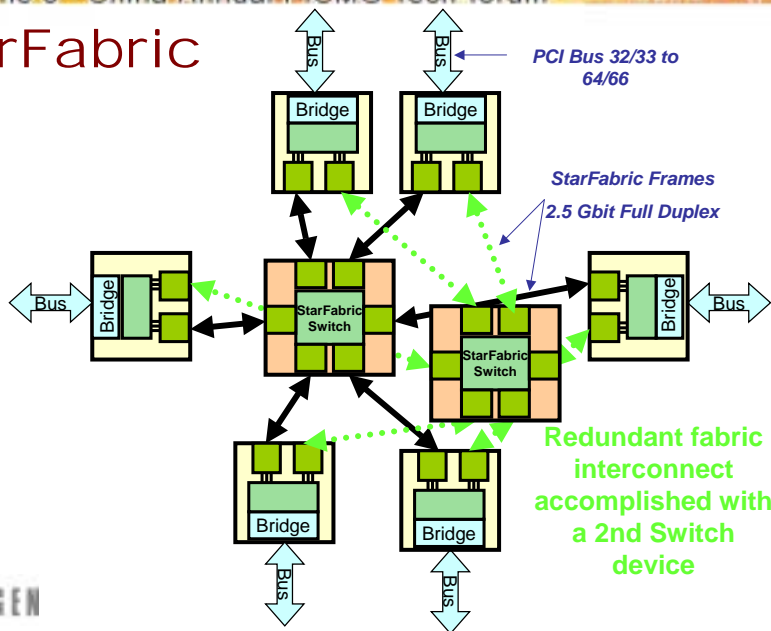 rFabric
Bus
Bus
PCI Bus 32/33 to
64/66
Bridge
Bridge
StarFabric Frames
2.5 Gbit Full Duplex
Bus
Bridge
StarFabric
Switch
StarFabric
Switch
Bridge
Bus
Redundant fabric
interconnect
accomplished with
a 2nd Switch
device
Bridge
Bridge
Bus
Bus
GEN